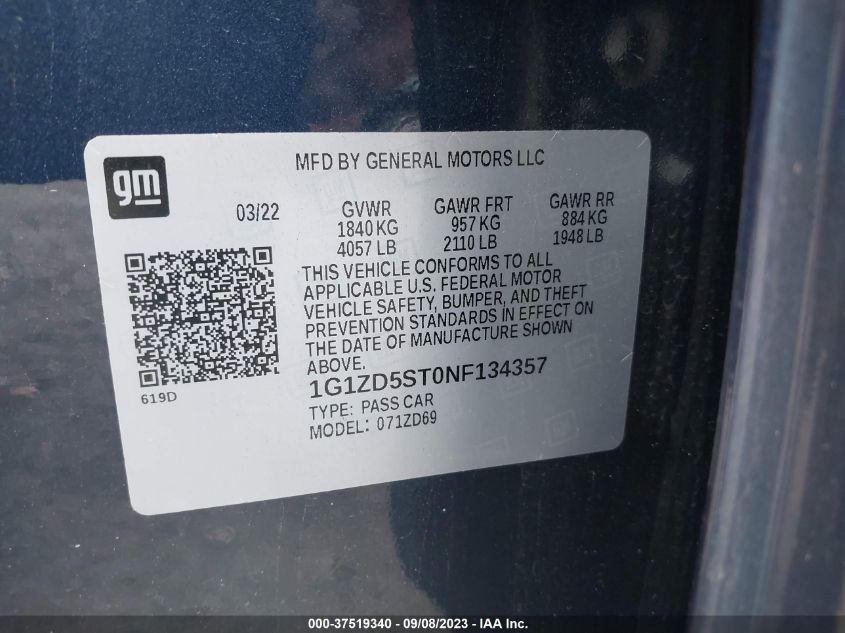 gm
MFD BY GENERAL MOTORS LLC
03/22
GVWR
1840 KG
4057 LB
GAWR FRT
957 KG
2110 LB
GAWR RR
884 KG
1948 LB
THIS VEHICLE CONFORMS TO ALL
APPLICABLE U.S. FEDERAL MOTOR
VEHICLE SAFETY, BUMPER, AND THEFT
PREVENTION STANDARDS IN EFFECT ON
THE DATE OF MANUFACTURE SHOWN
ABOVE.
1G1ZD5ST0NF134357
TYPE: PASS CAR
MODEL: 071ZD69
619D
000-37519340 - 09/08/2023 - IAA Inc.